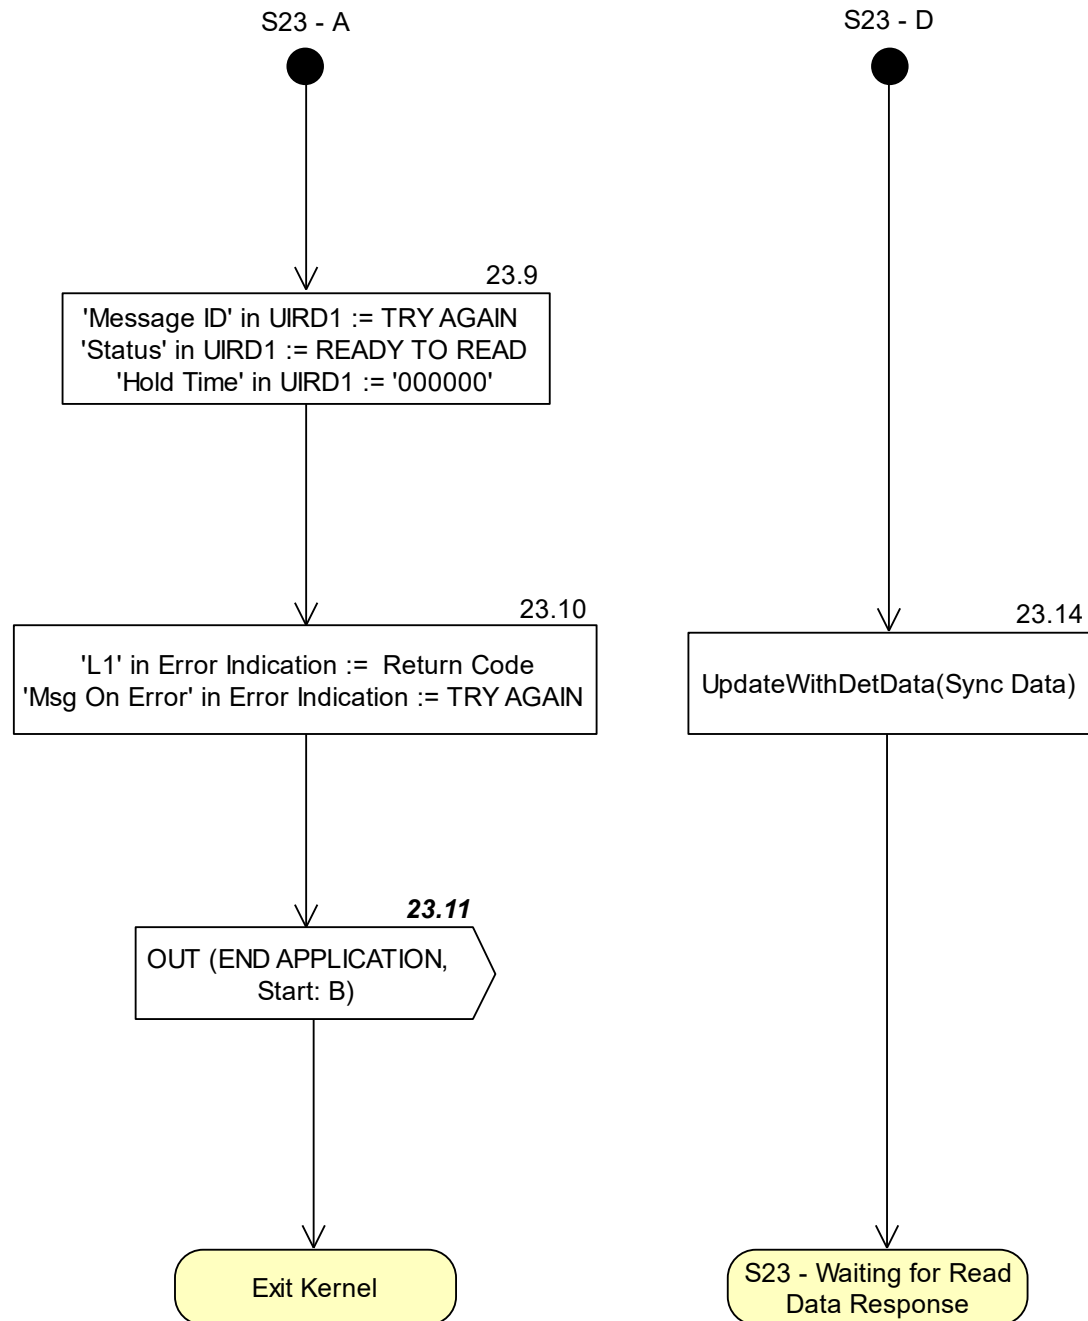 S23 - A
23.9
'Message ID' in UIRD1 := TRY AGAIN
'Status' in UIRD1 := READY TO READ
'Hold Time' in UIRD1 := '000000'
23.10
'L1' in Error Indication := Return Code
'Msg On Error' in Error Indication := TRY AGAIN
23.11
OUT (END APPLICATION,
Start: B)
Exit Kernel
S23 - D
23.14
UpdateWithDetData(Sync Data)
S23 - Waiting for Read
Data Response